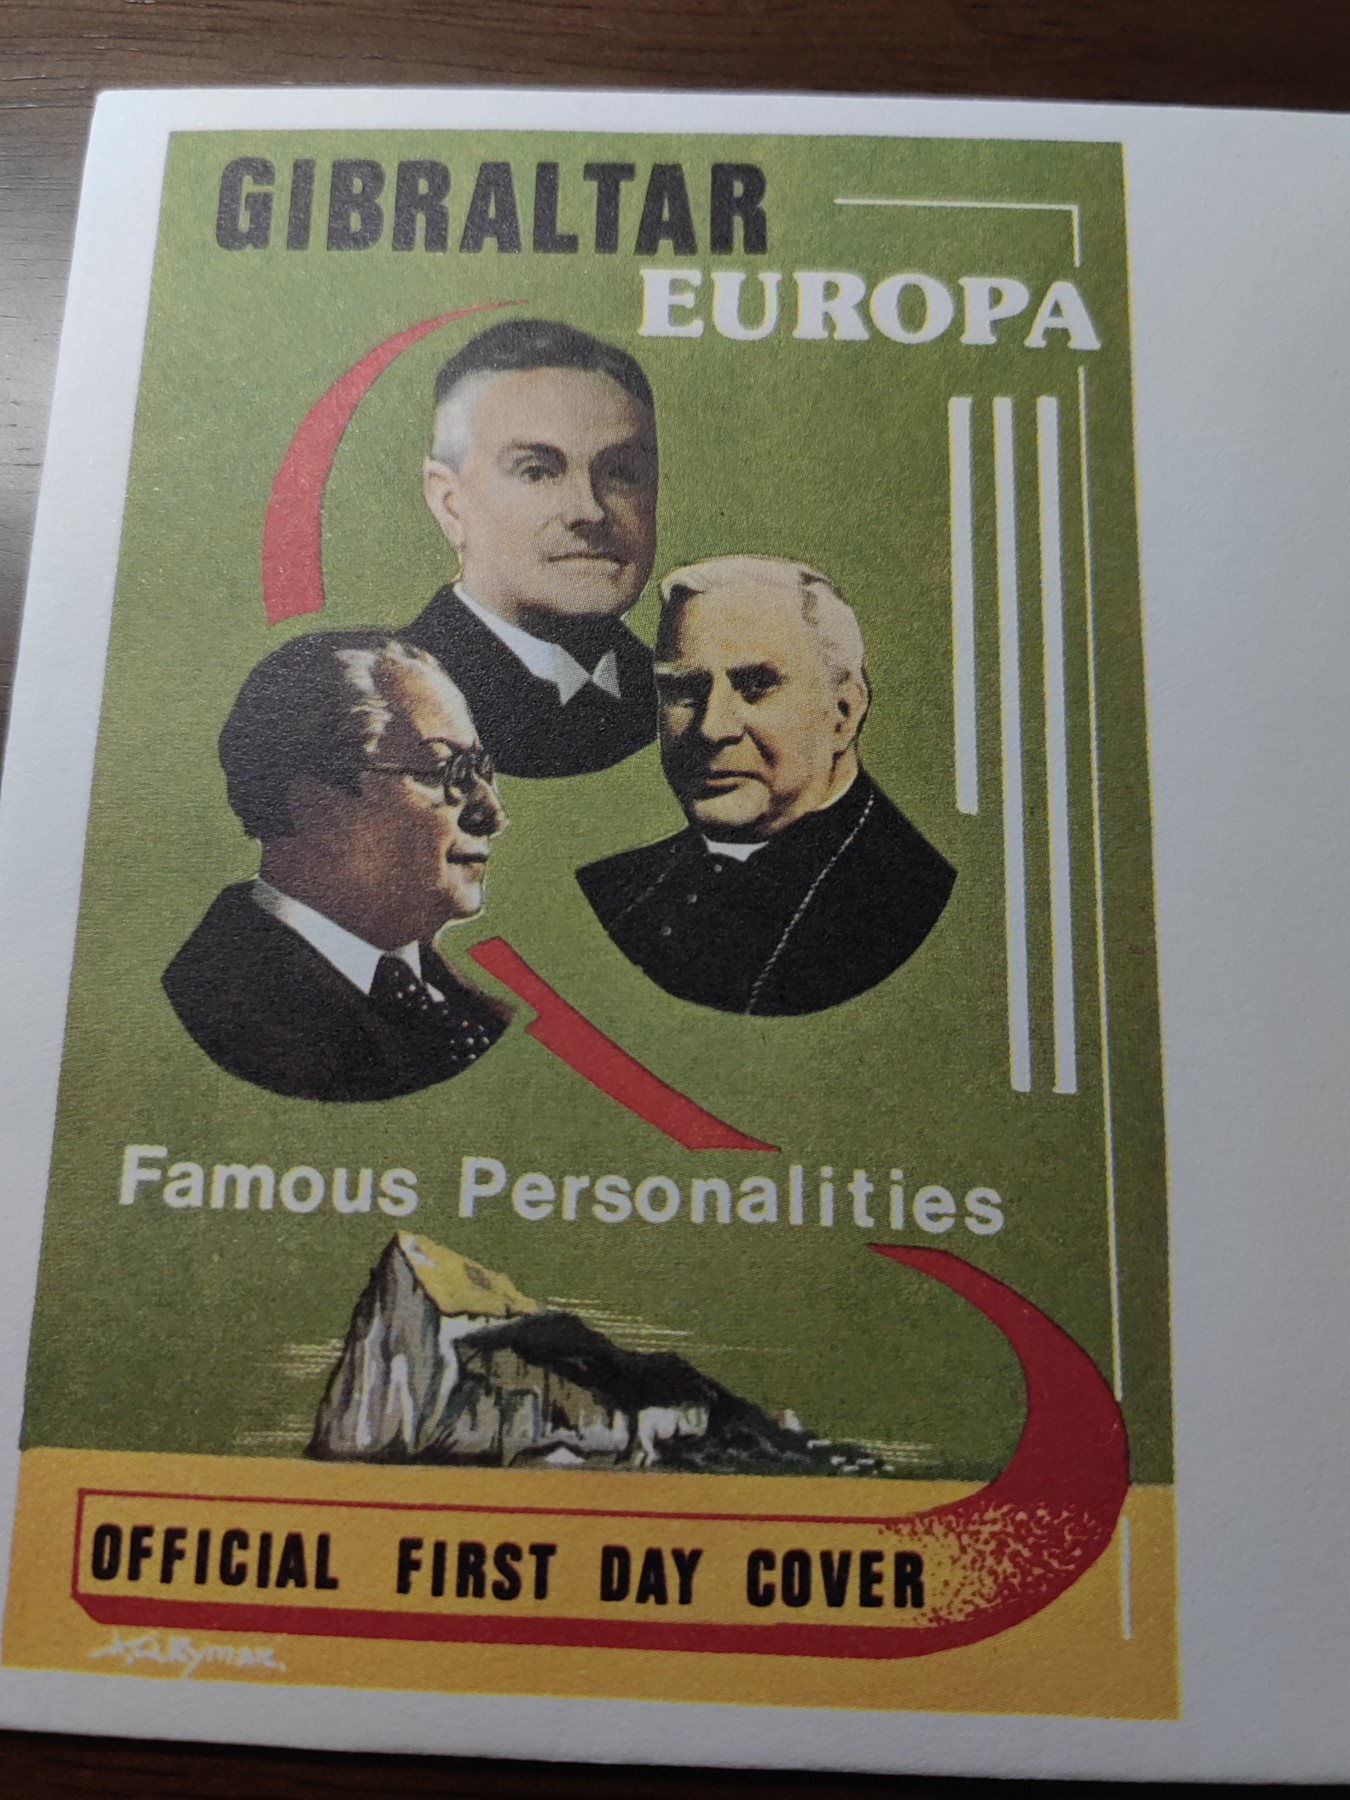 GIBRALTAR
EUROPA
Famous Personalities
OFFICIAL FIRST DAY COVER